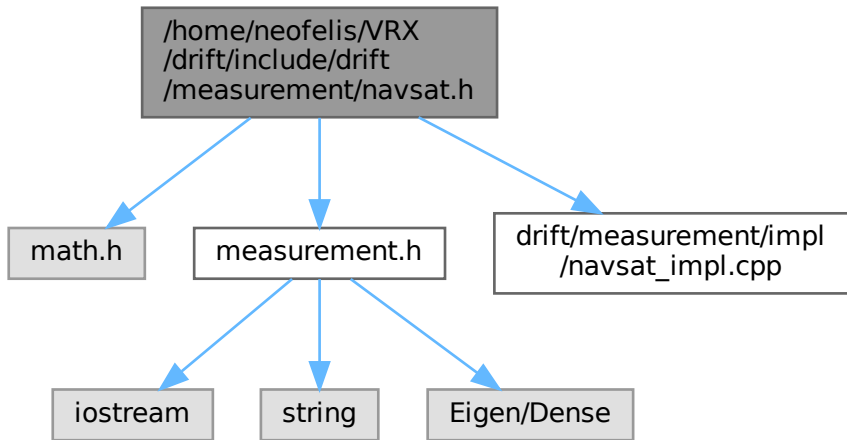 /home/neofelis/VRX
/drift/include/drift
/measurement/navsat.h
math.h
measurement.h
drift/measurement/impl
/navsat_impl.cpp
iostream
string
Eigen/Dense